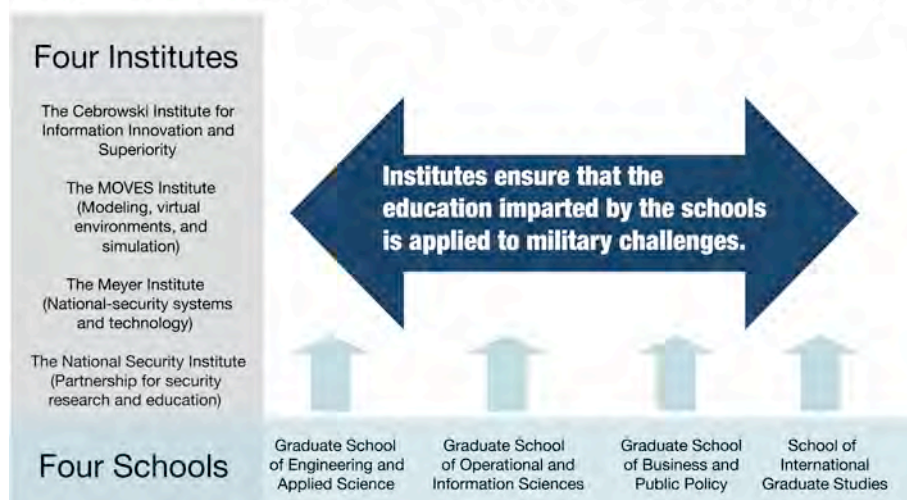 Four Institutes
The Cebrowski Institute for
Information Innovation and
Superiority
The MOVES Institute
(Modeling, virtual
environments, and
simulation)
The Meyer Institute
(National-security systems
and technology)
The National Security Institute
(Partnership for security
research and education)
Institutes ensure that the
education imparted by the schools
is applied to military challenges.
Four Schools
Graduate School
of Engineering and
Applied Science
Graduate School
of Operational and
Information Sciences
Graduate School
of Business and
Public Policy
School of
International
Graduate Studies